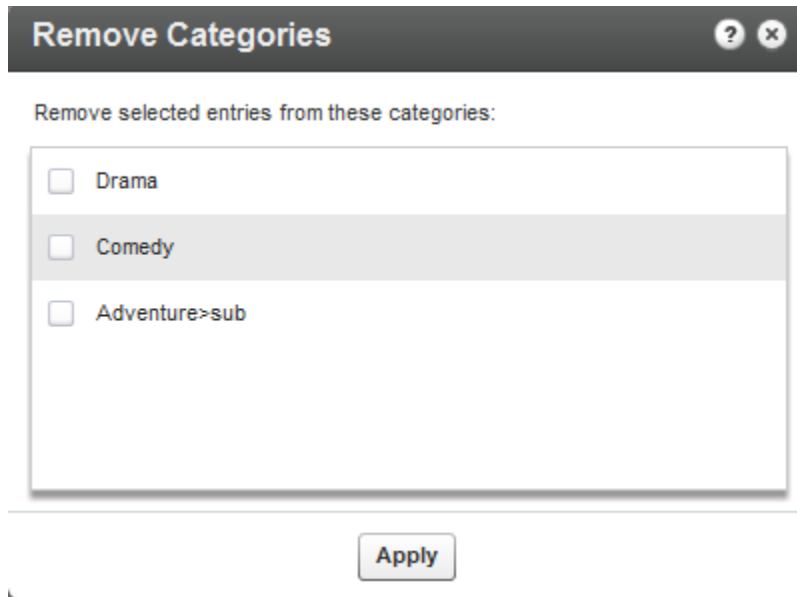 Remove Categories
Remove selected entries from these categories:
Drama
Comedy
Adventure>sub
Apply